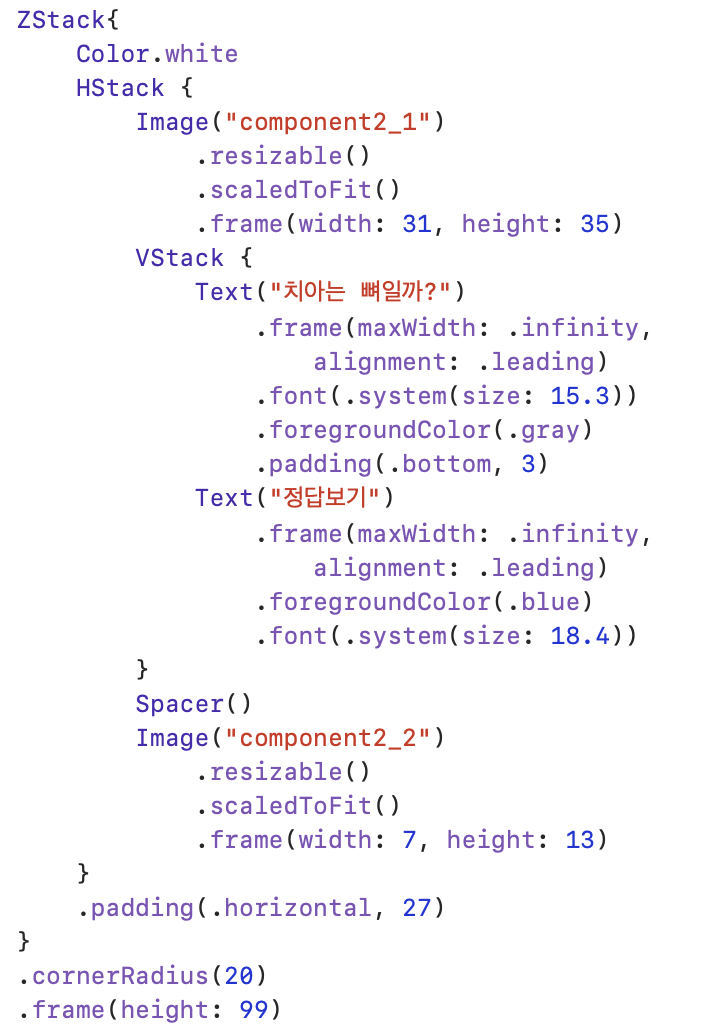 ZStack{
    Color.white
    HStack {
        Image("component2_1")
            .resizable()
            .scaledToFit()
            .frame(width: 31, height: 35)
        VStack {
            Text("치아는 뼈일까?")
                .frame(maxWidth: .infinity,
                    alignment: .leading)
                .font(.system(size: 15.3))
                .foregroundColor(.gray)
                .padding(.bottom, 3)
            Text("정답보기")
                .frame(maxWidth: .infinity,
                    alignment: .leading)
                .foregroundColor(.blue)
                .font(.system(size: 18.4))
        }
        Spacer()
        Image("component2_2")
            .resizable()
            .scaledToFit()
            .frame(width: 7, height: 13)
    }
    .padding(.horizontal, 27)
}
.cornerRadius(20)
.frame(height: 99)